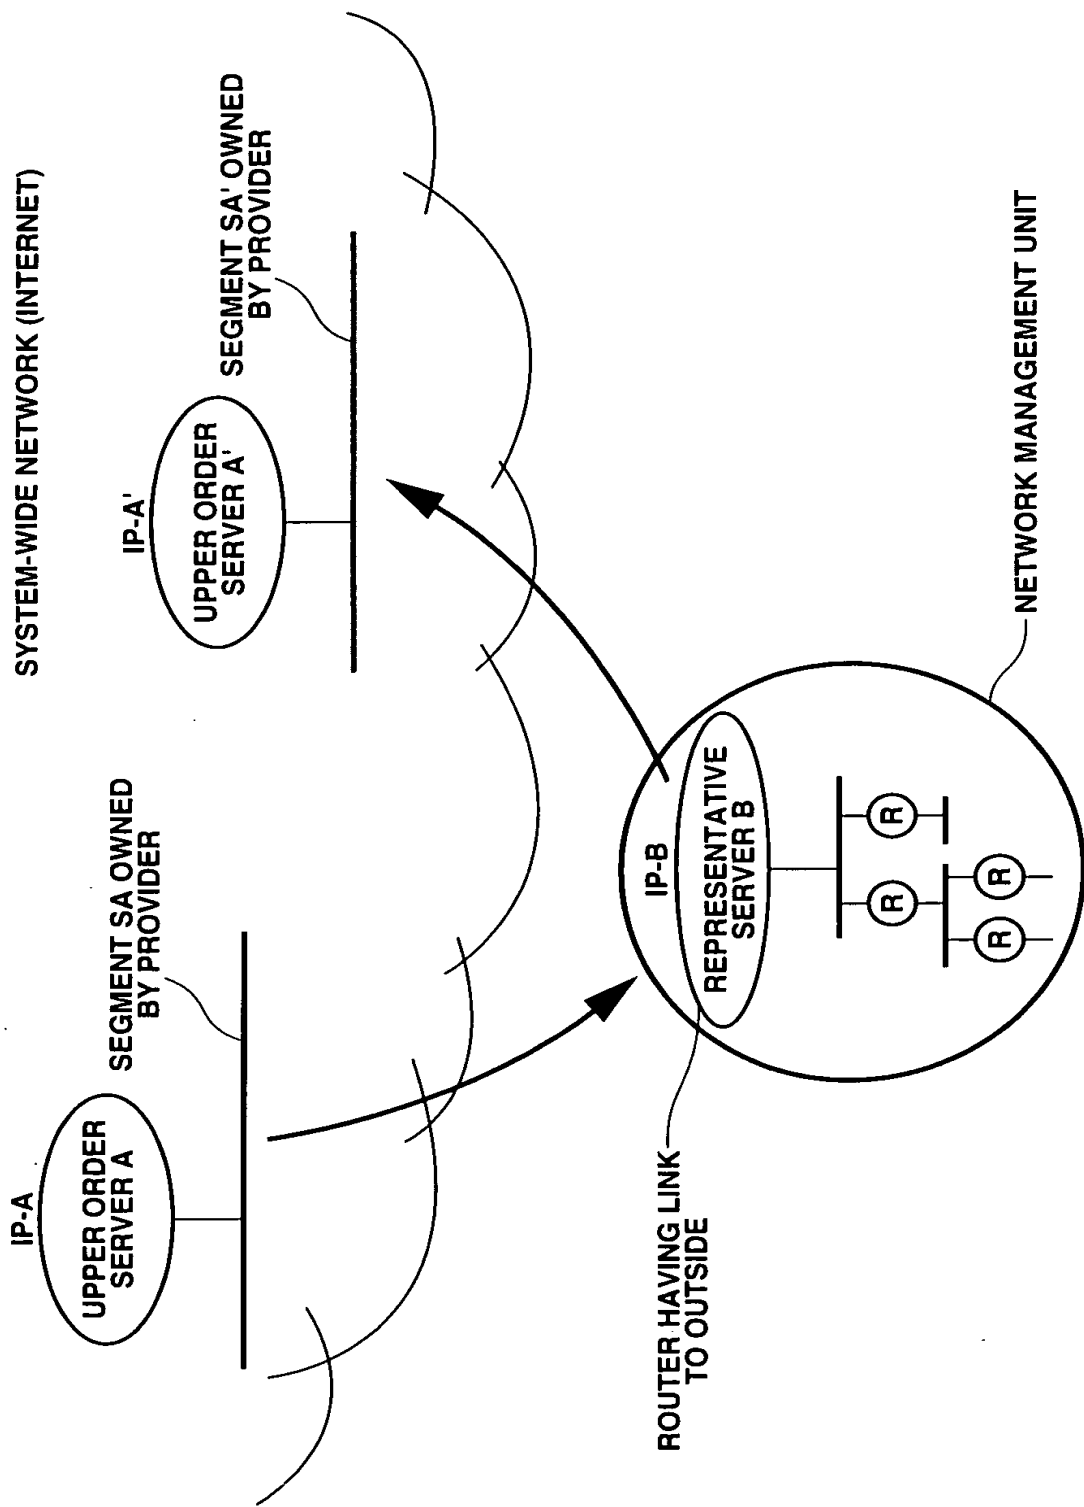 SYSTEM-WIDE NETWORK (INTERNET)
IP-A
UPPER ORDER
SERVER A
SEGMENT SA OWNED
BY PROVIDER
IP-A'
UPPER ORDER
SERVER A'
SEGMENT SA' OWNED
BY PROVIDER
IP-B
REPRESENTATIVE
SERVER B
R
R
R
R
ROUTER HAVING LINK
TO OUTSIDE
NETWORK MANAGEMENT UNIT